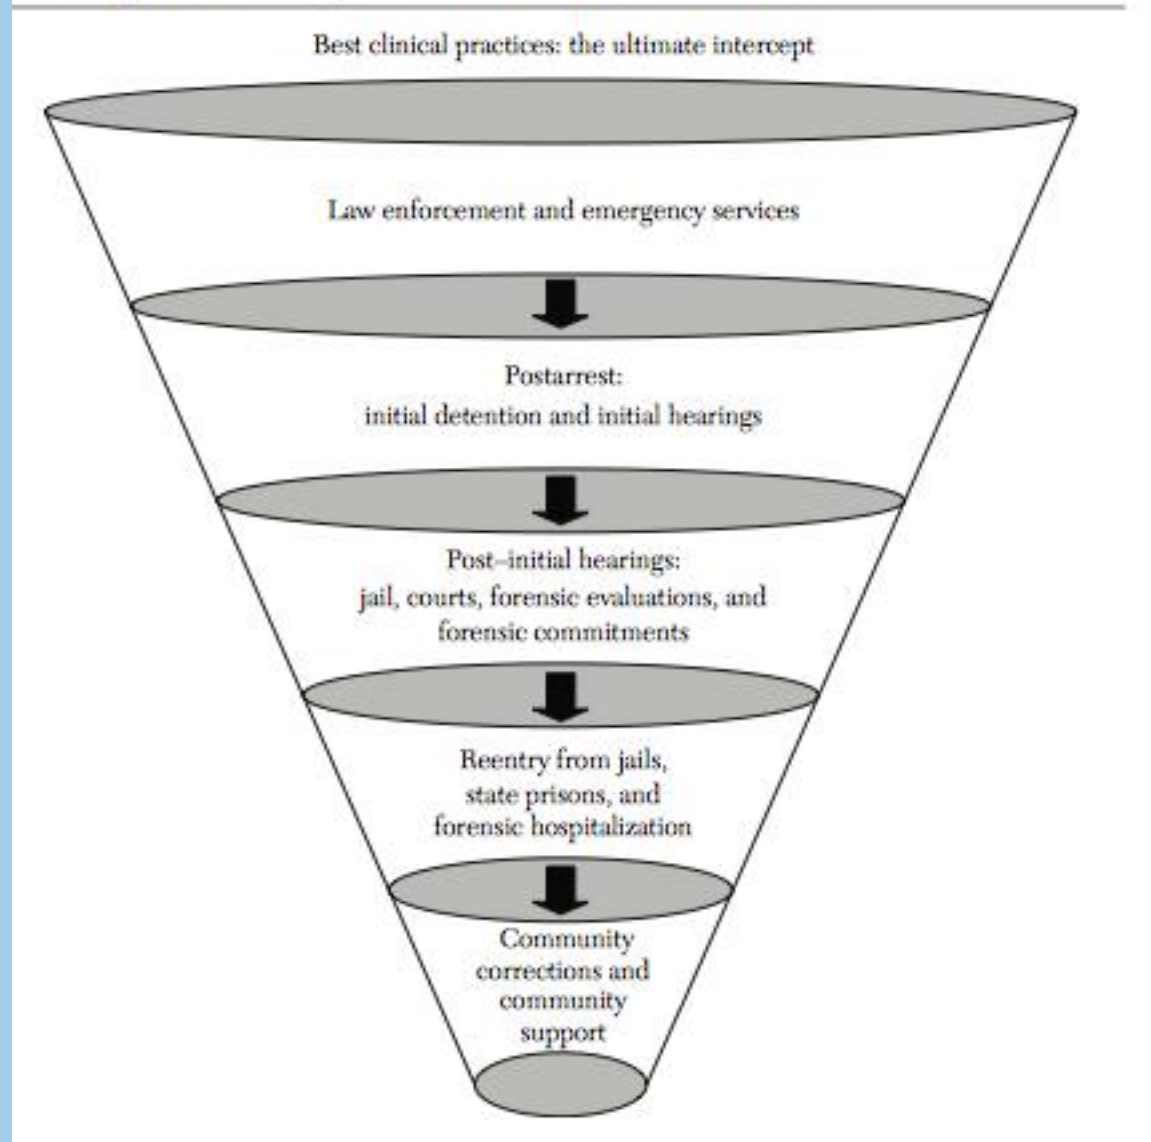 Best clinical practices: the ultimate intercept
Law enforcement and emergency services
Postarrest:
initial detention and initial hearings
Post–initial hearings:
jail, courts, forensic evaluations, and
forensic commitments
Reentry from jails,
state prisons, and
forensic hospitalization
Community
corrections and
community
support